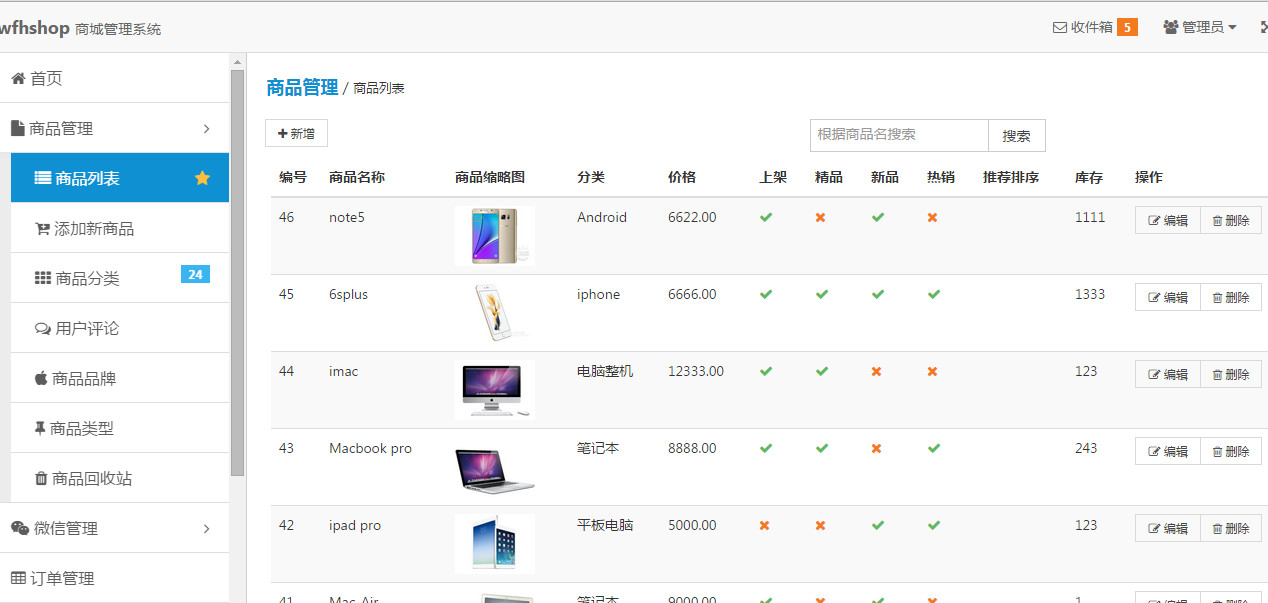 wfhshop 商城管理系统
收件箱 5 管理员
首页
商品管理
商品列表
添加新商品
商品分类 24
用户评论
商品品牌
商品类型
商品回收站
微信管理
订单管理
商品管理 / 商品列表
新增
根据商品名搜索 搜索
编号 商品名称 商品缩略图 分类 价格 上架 精品 新品 热销 推荐排序 库存 操作
46 note5 Android 6622.00 1111 编辑 删除
45 6splus iphone 6666.00 1333 编辑 删除
44 imac 电脑整机 12333.00 123 编辑 删除
43 Macbook pro 笔记本 8888.00 243 编辑 删除
42 ipad pro 平板电脑 5000.00 123 编辑 删除
41 Mac Air 笔记本 9000.00 1 编辑 删除